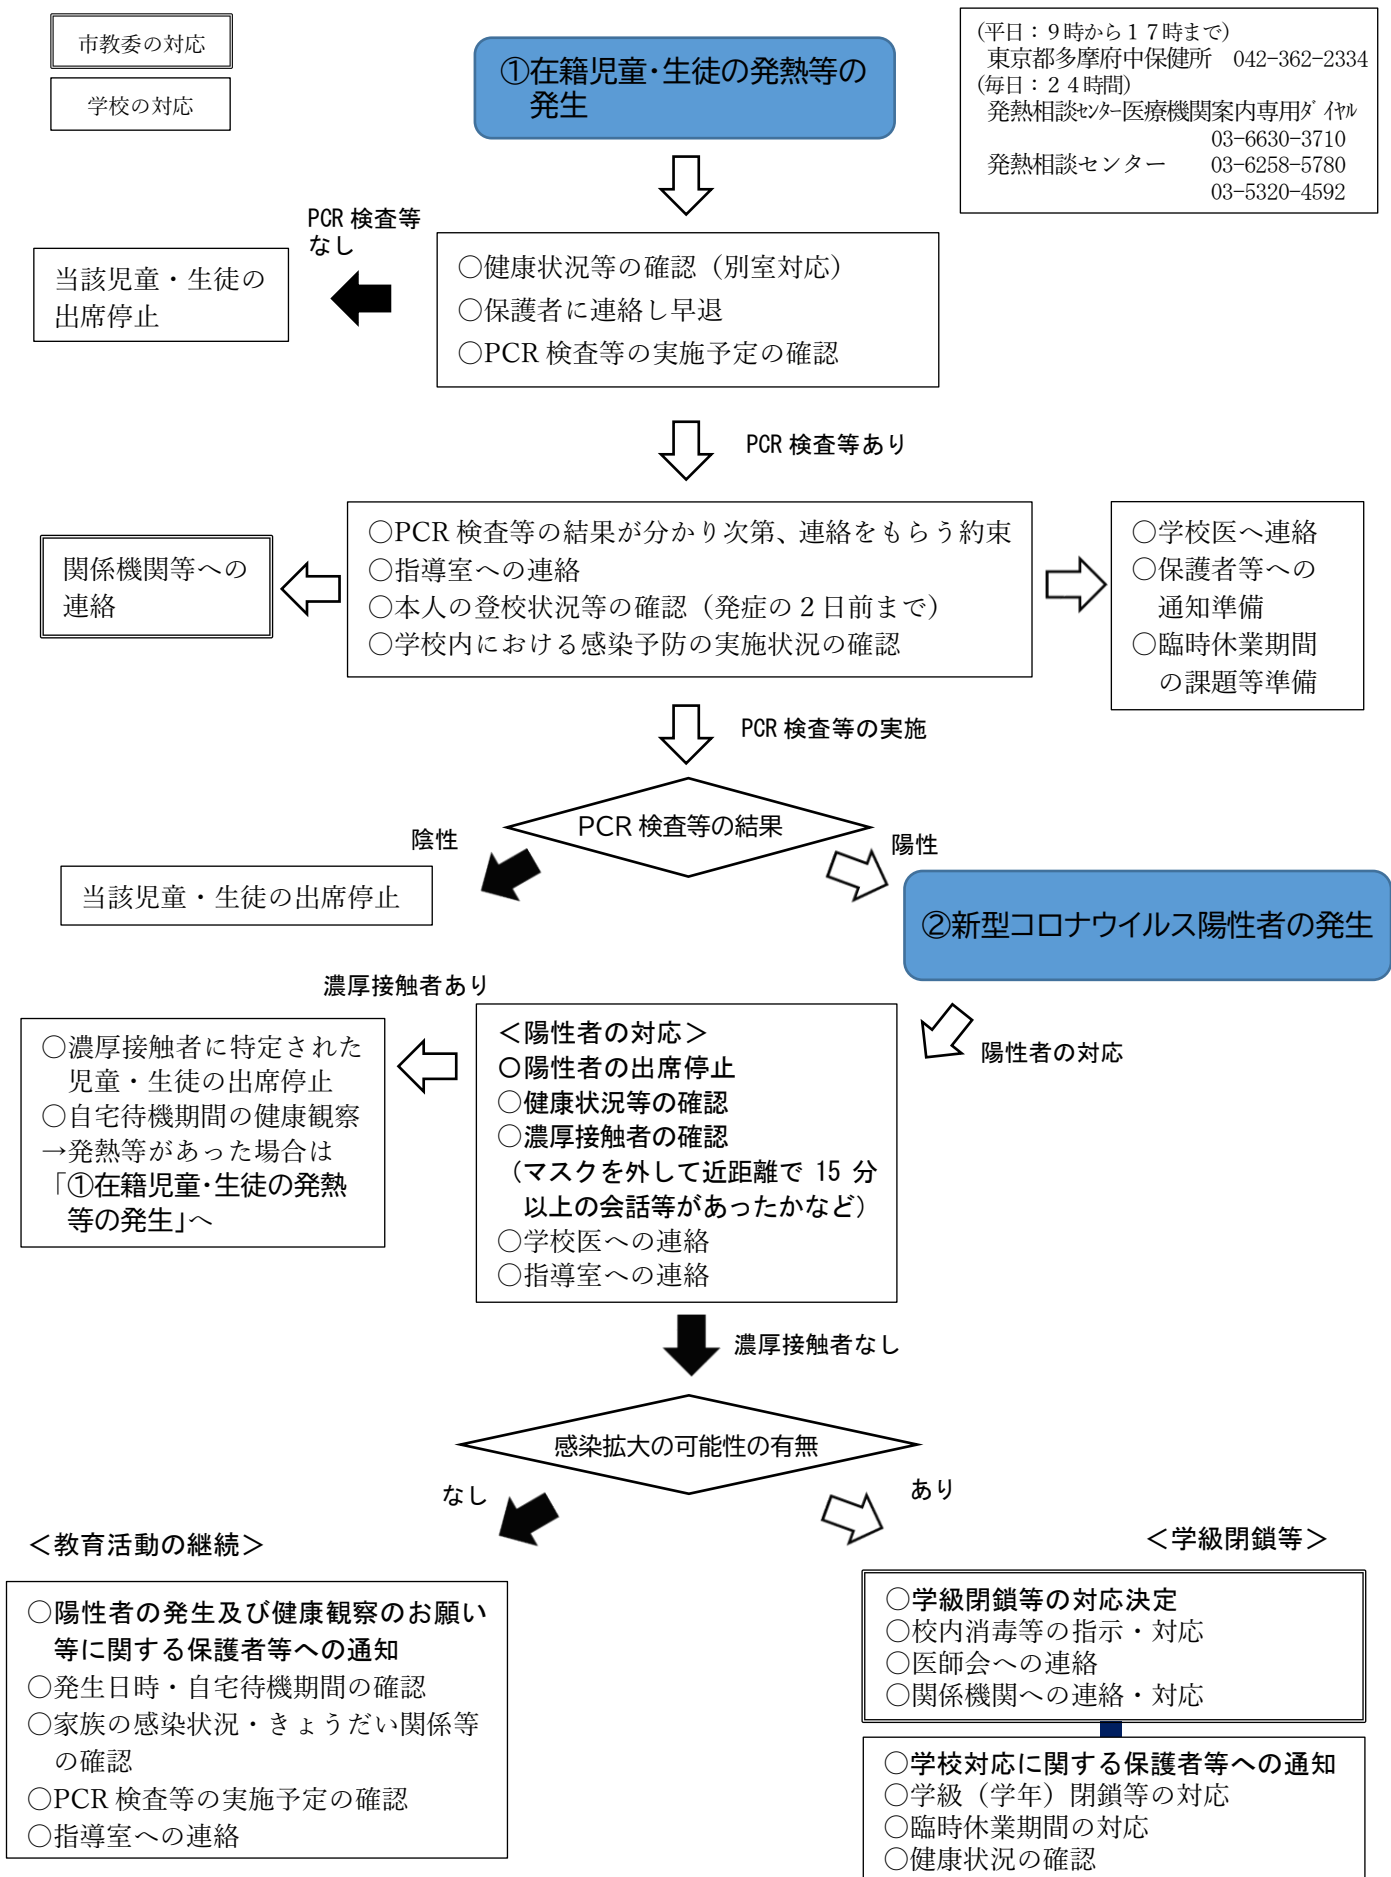 市教委の対応
学校の対応
①在籍児童・生徒の発熱等の
発生
(平日：９時から１７時まで)
東京都多摩府中保健所　042-362-2334
(毎日：２４時間)
発熱相談ｾﾝﾀｰ医療機関案内専用ﾀﾞｲﾔﾙ
03-6630-3710
発熱相談センター　03-6258-5780
03-5320-4592
PCR 検査等
なし
当該児童・生徒の
出席停止
○健康状況等の確認（別室対応）
○保護者に連絡し早退
○PCR 検査等の実施予定の確認
PCR 検査等あり
関係機関等への
連絡
○PCR 検査等の結果が分かり次第、連絡をもらう約束
○指導室への連絡
○本人の登校状況等の確認（発症の２日前まで）
○学校内における感染予防の実施状況の確認
○学校医へ連絡
○保護者等への
通知準備
○臨時休業期間
の課題等準備
PCR 検査等の実施
PCR 検査等の結果
陰性
陽性
当該児童・生徒の出席停止
②新型コロナウイルス陽性者の発生
陽性者の対応
濃厚接触者あり
○濃厚接触者に特定された
児童・生徒の出席停止
○自宅待機期間の健康観察
→発熱等があった場合は
「①在籍児童・生徒の発熱
等の発生」へ
＜陽性者の対応＞
○陽性者の出席停止
○健康状況等の確認
○濃厚接触者の確認
（マスクを外して近距離で 15 分
以上の会話等があったかなど）
○学校医への連絡
○指導室への連絡
濃厚接触者なし
感染拡大の可能性の有無
なし
あり
＜教育活動の継続＞
○陽性者の発生及び健康観察のお願い
等に関する保護者等への通知
○発生日時・自宅待機期間の確認
○家族の感染状況・きょうだい関係等
の確認
○PCR 検査等の実施予定の確認
○指導室への連絡
＜学級閉鎖等＞
○学級閉鎖等の対応決定
○校内消毒等の指示・対応
○医師会への連絡
○関係機関への連絡・対応
○学校対応に関する保護者等への通知
○学級（学年）閉鎖等の対応
○臨時休業期間の対応
○健康状況の確認